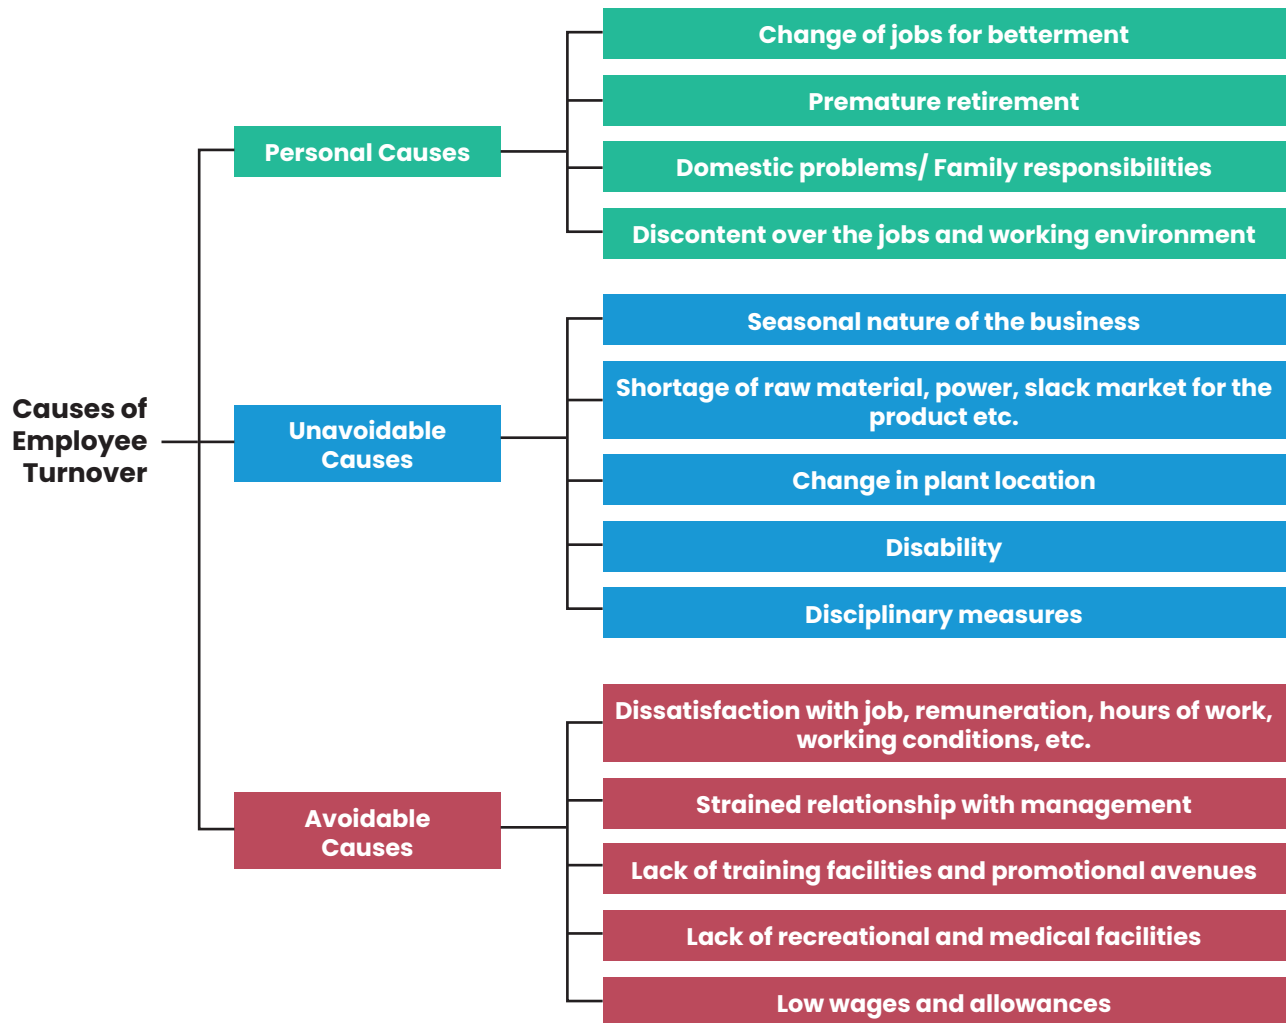 Causes of
Employee
Turnover
Personal Causes
Change of jobs for betterment
Premature retirement
Domestic problems/ Family responsibilities
Discontent over the jobs and working environment
Unavoidable
Causes
Seasonal nature of the business
Shortage of raw material, power, slack market for the
product etc.
Change in plant location
Disability
Disciplinary measures
Avoidable
Causes
Dissatisfaction with job, remuneration, hours of work,
working conditions, etc.
Strained relationship with management
Lack of training facilities and promotional avenues
Lack of recreational and medical facilities
Low wages and allowances